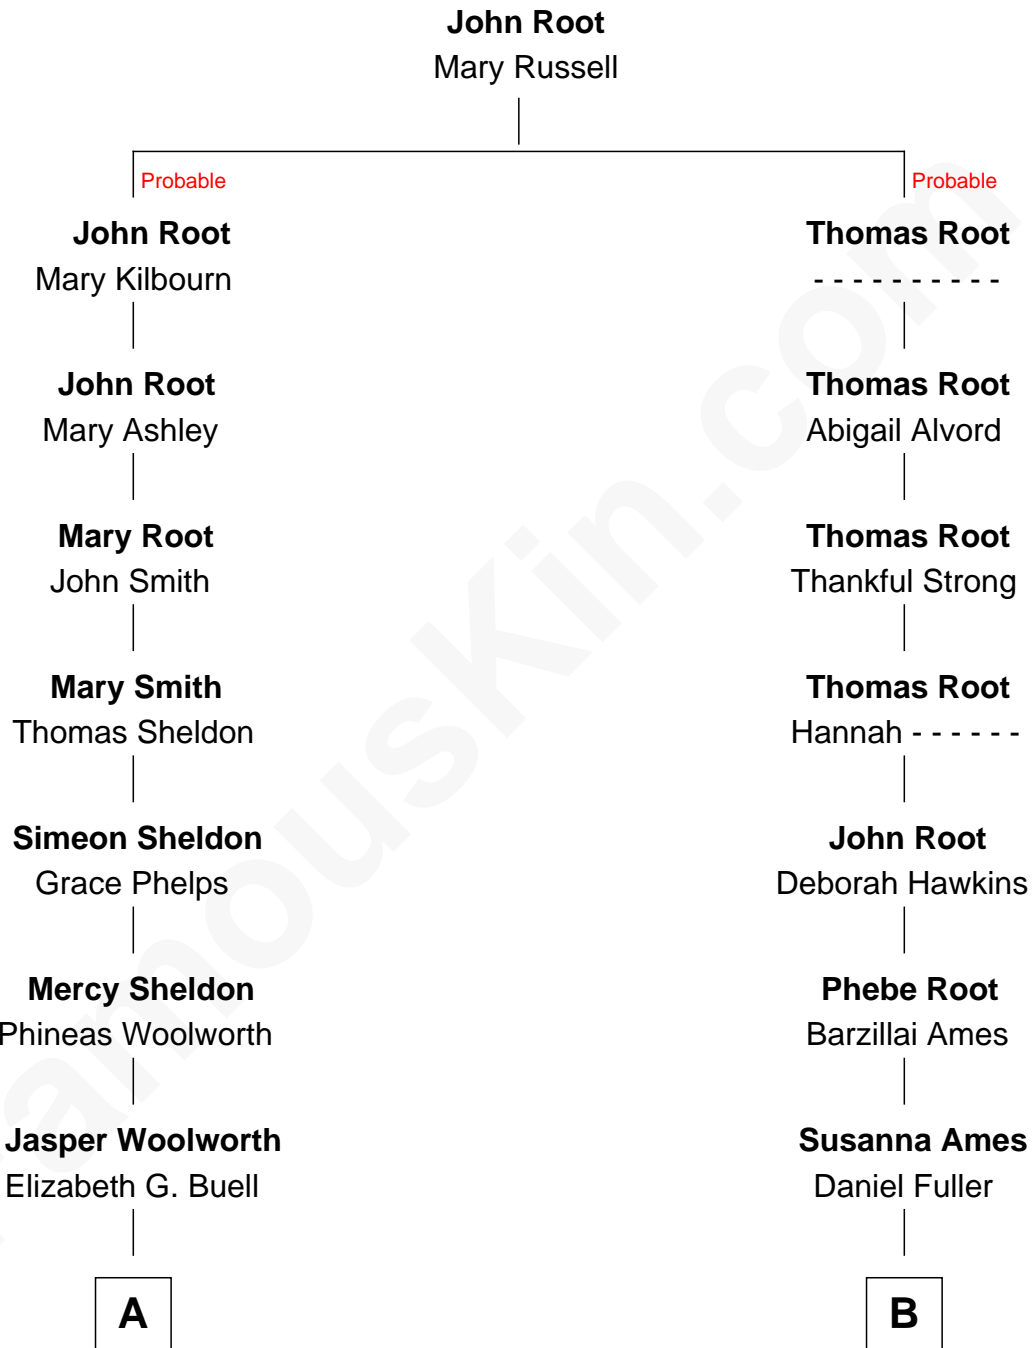 John Root
Mary Russell
Probable
Probable
John Root
Mary Kilbourn
Thomas Root
- - - - - - - - - -
John Root
Mary Ashley
Thomas Root
Abigail Alvord
Mary Root
John Smith
Thomas Root
Thankful Strong
Mary Smith
Thomas Sheldon
Thomas Root
Hannah - - - - - -
Simeon Sheldon
Grace Phelps
John Root
Deborah Hawkins
Mercy Sheldon
Phineas Woolworth
Phebe Root
Barzillai Ames
Jasper Woolworth
Elizabeth G. Buell
Susanna Ames
Daniel Fuller
A
B
FamousKin.com